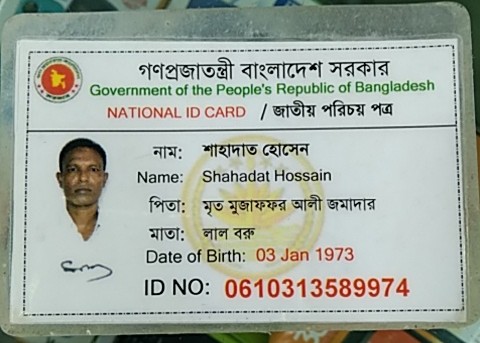 গণপ্রজাতন্ত্রী বাংলাদেশ সরকার
Government of the People's Republic of Bangladesh
NATIONAL ID CARD / জাতীয় পরিচয় পত্র
নাম: শাহাদাত হোসেন
Name: Shahadat Hossain
পিতা: মৃত মুজাফফর আলী জমাদার
মাতা: লাল বরু
Date of Birth: 03 Jan 1973
ID NO: 0610313589974